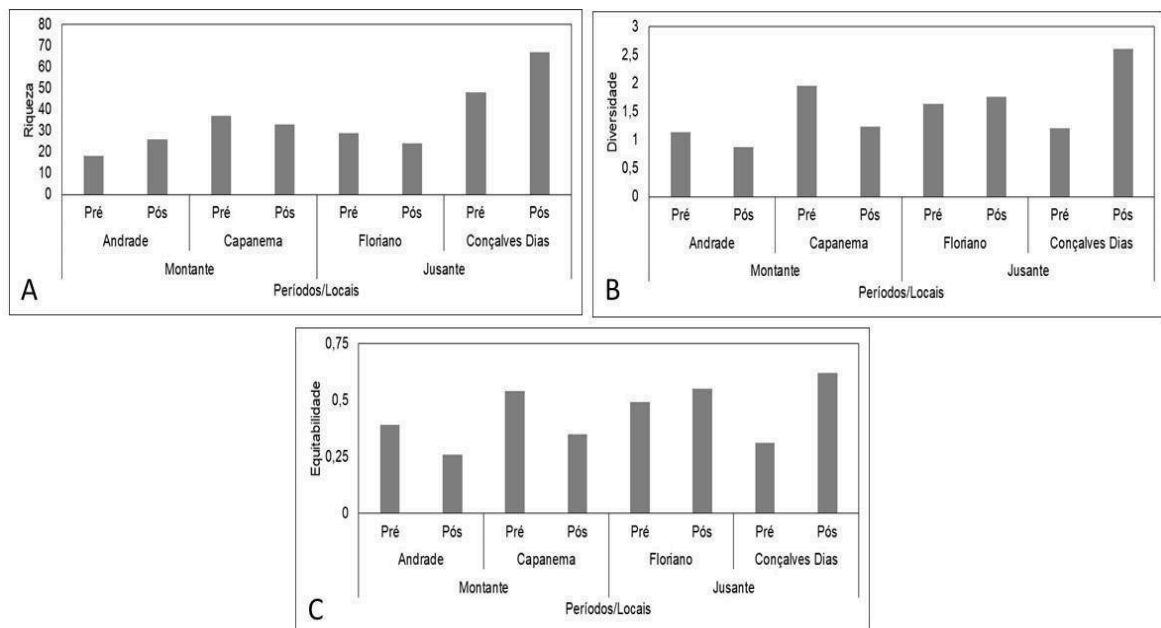 Riqueza
80
70
60
50
40
30
20
10
0
Pré Pós Pré Pós Pré Pós Pré Pós
Andrade Capanema Floriano Conçalves Dias
Montante Jusante
Períodos/Locais
A
Diversidade
3
2,5
2
1,5
1
0,5
0
Pré Pós Pré Pós Pré Pós Pré Pós
Andrade Capanema Floriano Conçalves Dias
Montante Jusante
Períodos/Locais
B
Equitabilidade
0,75
0,5
0,25
0
Pré Pós Pré Pós Pré Pós Pré Pós
Andrade Capanema Floriano Conçalves Dias
Montante Jusante
Períodos/Locais
C